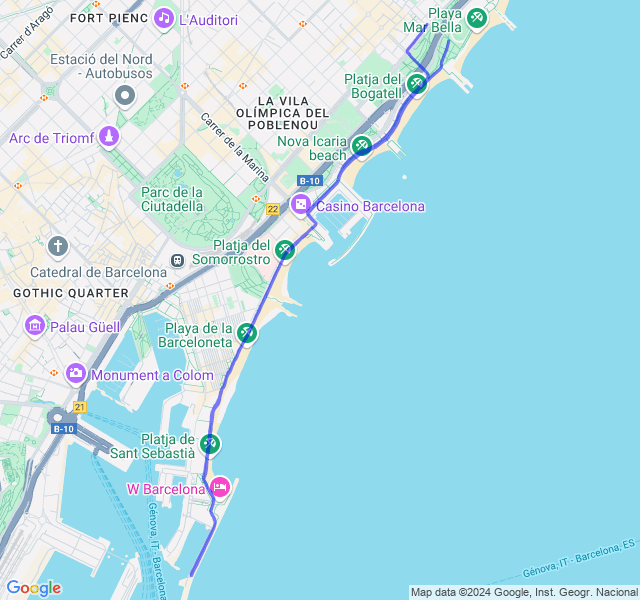 Playa
Mar Bella
FORT PIENC
L'Auditori
Carrer d'Aragó
Estació del Nord
- Autobusos
Platja del
Bogatell
LA VILA
OLÍMPICA DEL
POBLENOU
Arc de Triomf
Carrer de la Marina
Nova Icaria
beach
B-10
Parc de la
Ciutadella
22
Casino Barcelona
Catedral de Barcelona
Platja del
Somorrostro
GOTHIC QUARTER
Palau Güell
Playa de la
Barceloneta
Monument a Colom
21
B-10
Platja de
Sant Sebastià
W Barcelona
Génova, IT - Barcelona, ES
Génova, IT - Barcelona, ES
Google
Map data ©2024 Google, Inst. Geogr. Nacional